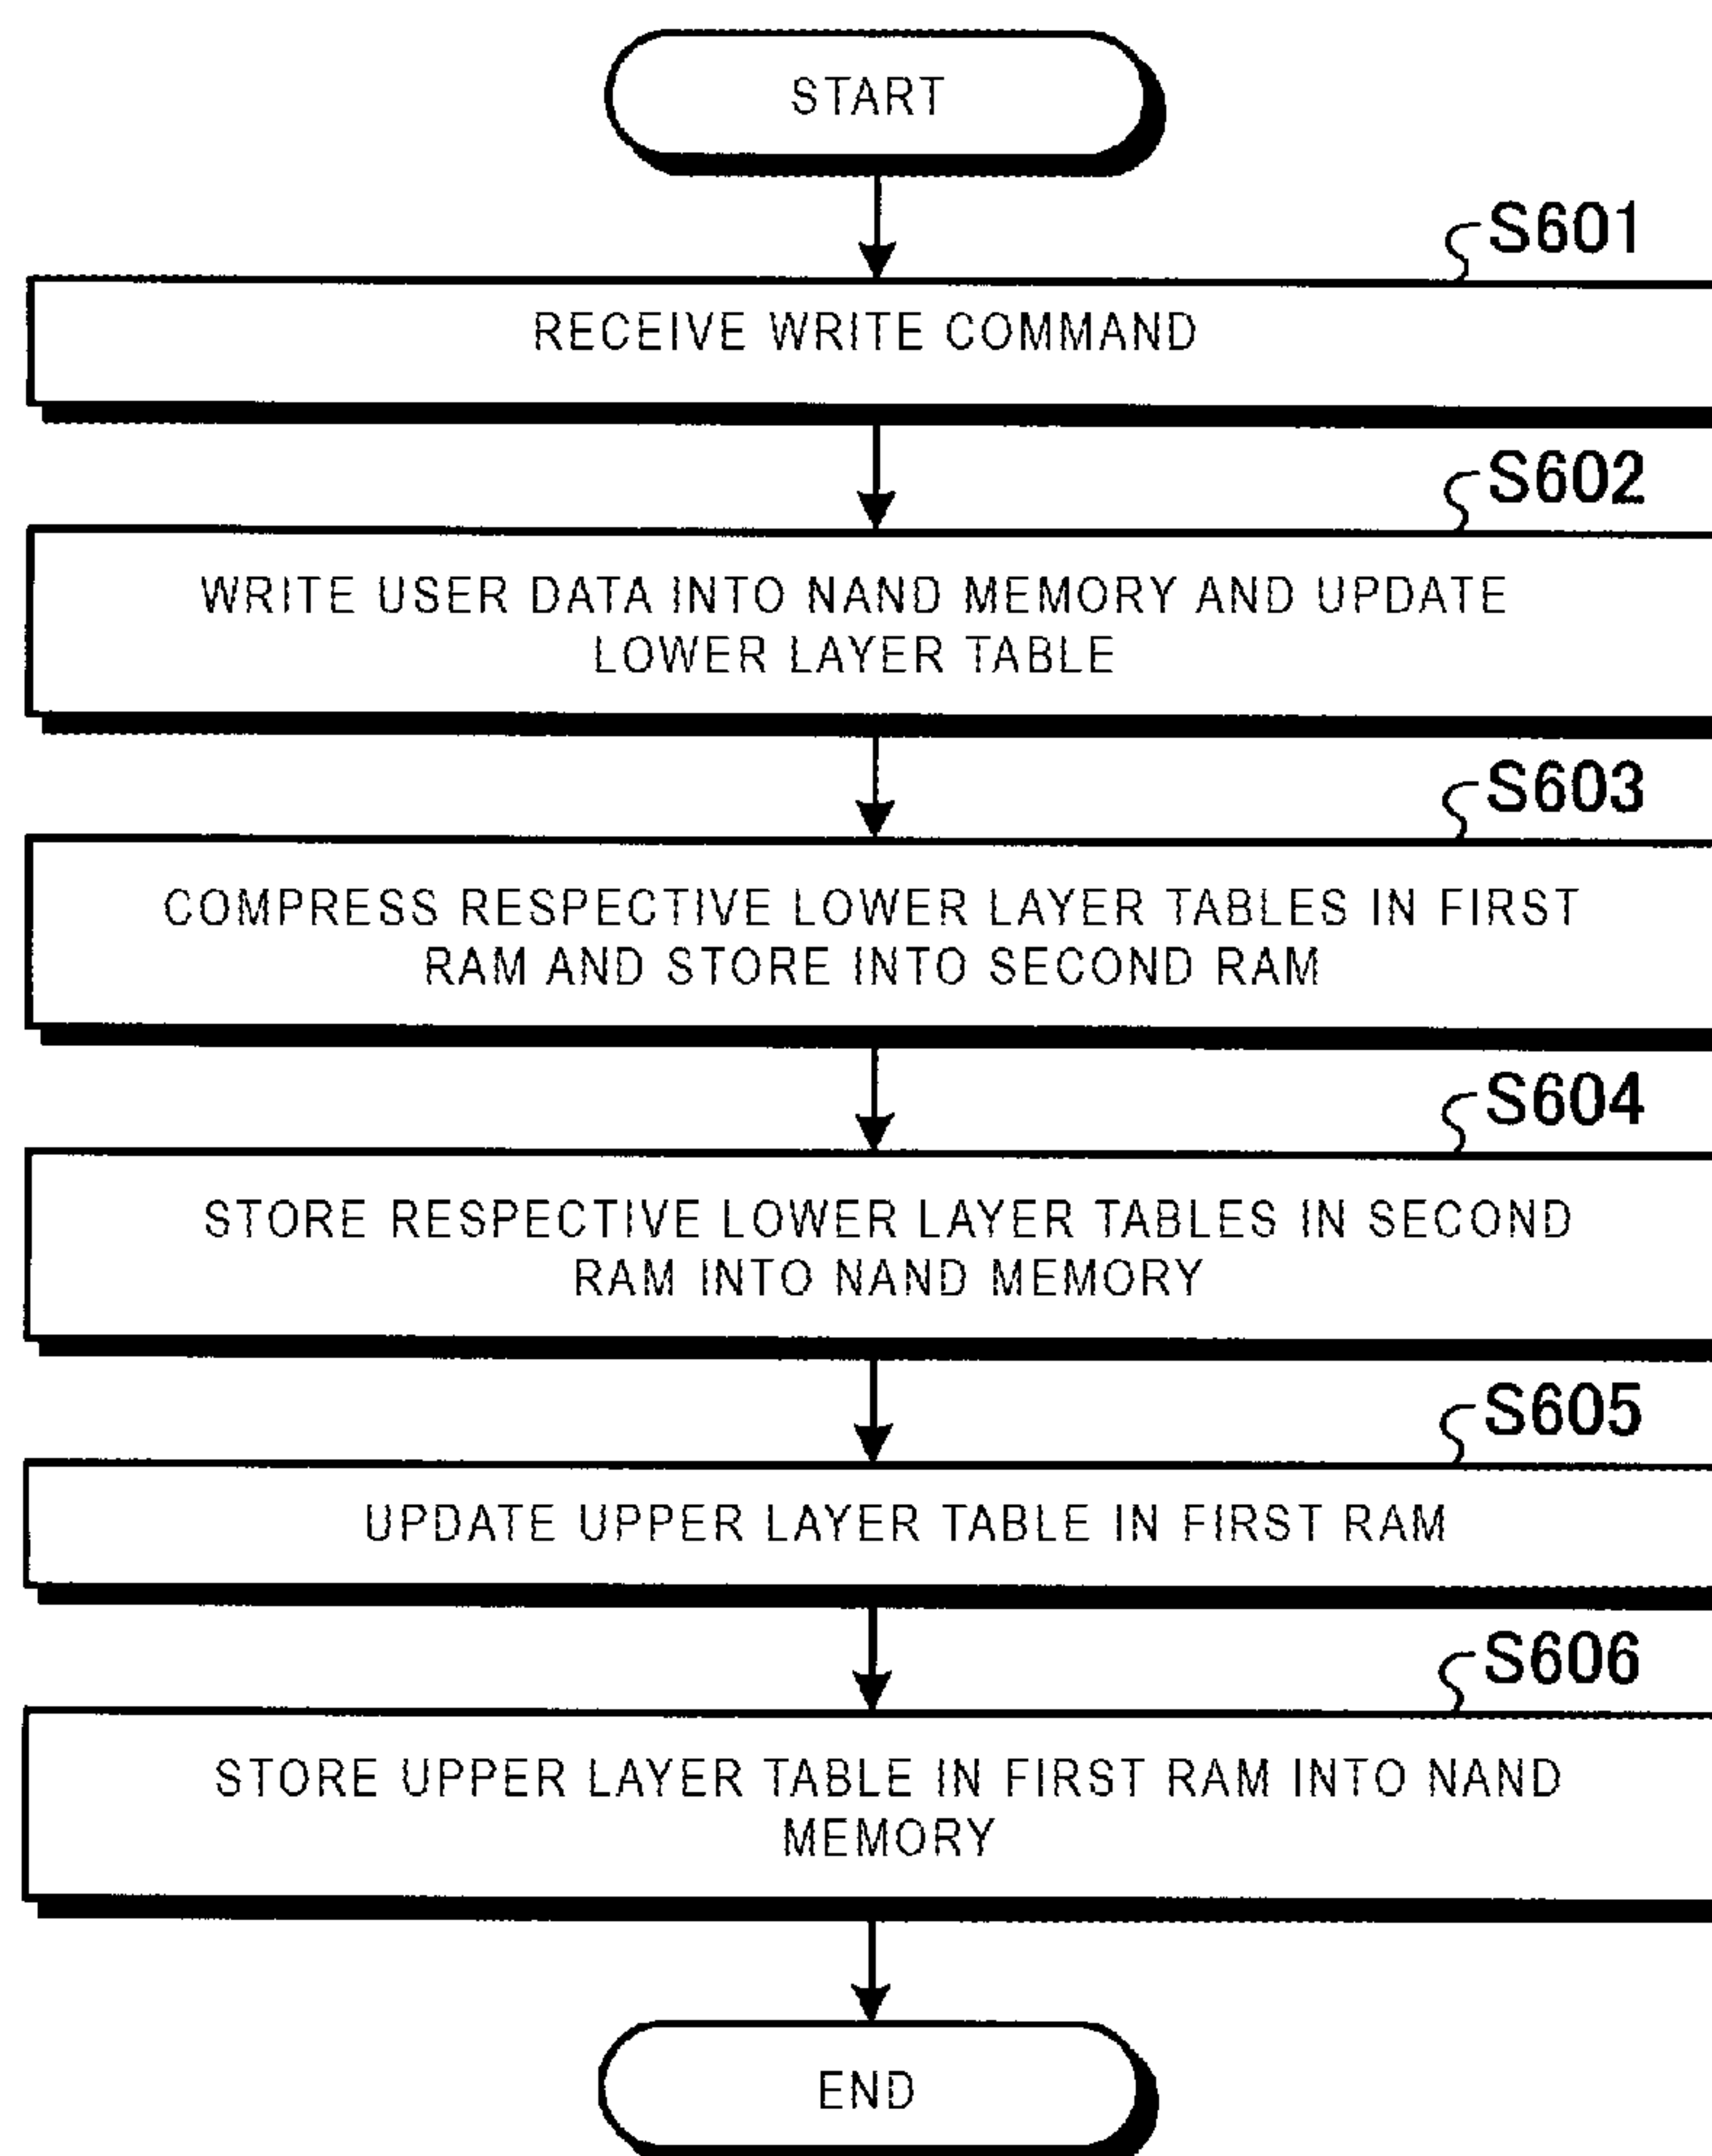 START
S601
RECEIVE WRITE COMMAND
S602
WRITE USER DATA INTO NAND MEMORY AND UPDATE
LOWER LAYER TABLE
S603
COMPRESS RESPECTIVE LOWER LAYER TABLES IN FIRST
RAM AND STORE INTO SECOND RAM
S604
STORE RESPECTIVE LOWER LAYER TABLES IN SECOND
RAM INTO NAND MEMORY
S605
UPDATE UPPER LAYER TABLE IN FIRST RAM
S606
STORE UPPER LAYER TABLE IN FIRST RAM INTO NAND
MEMORY
END